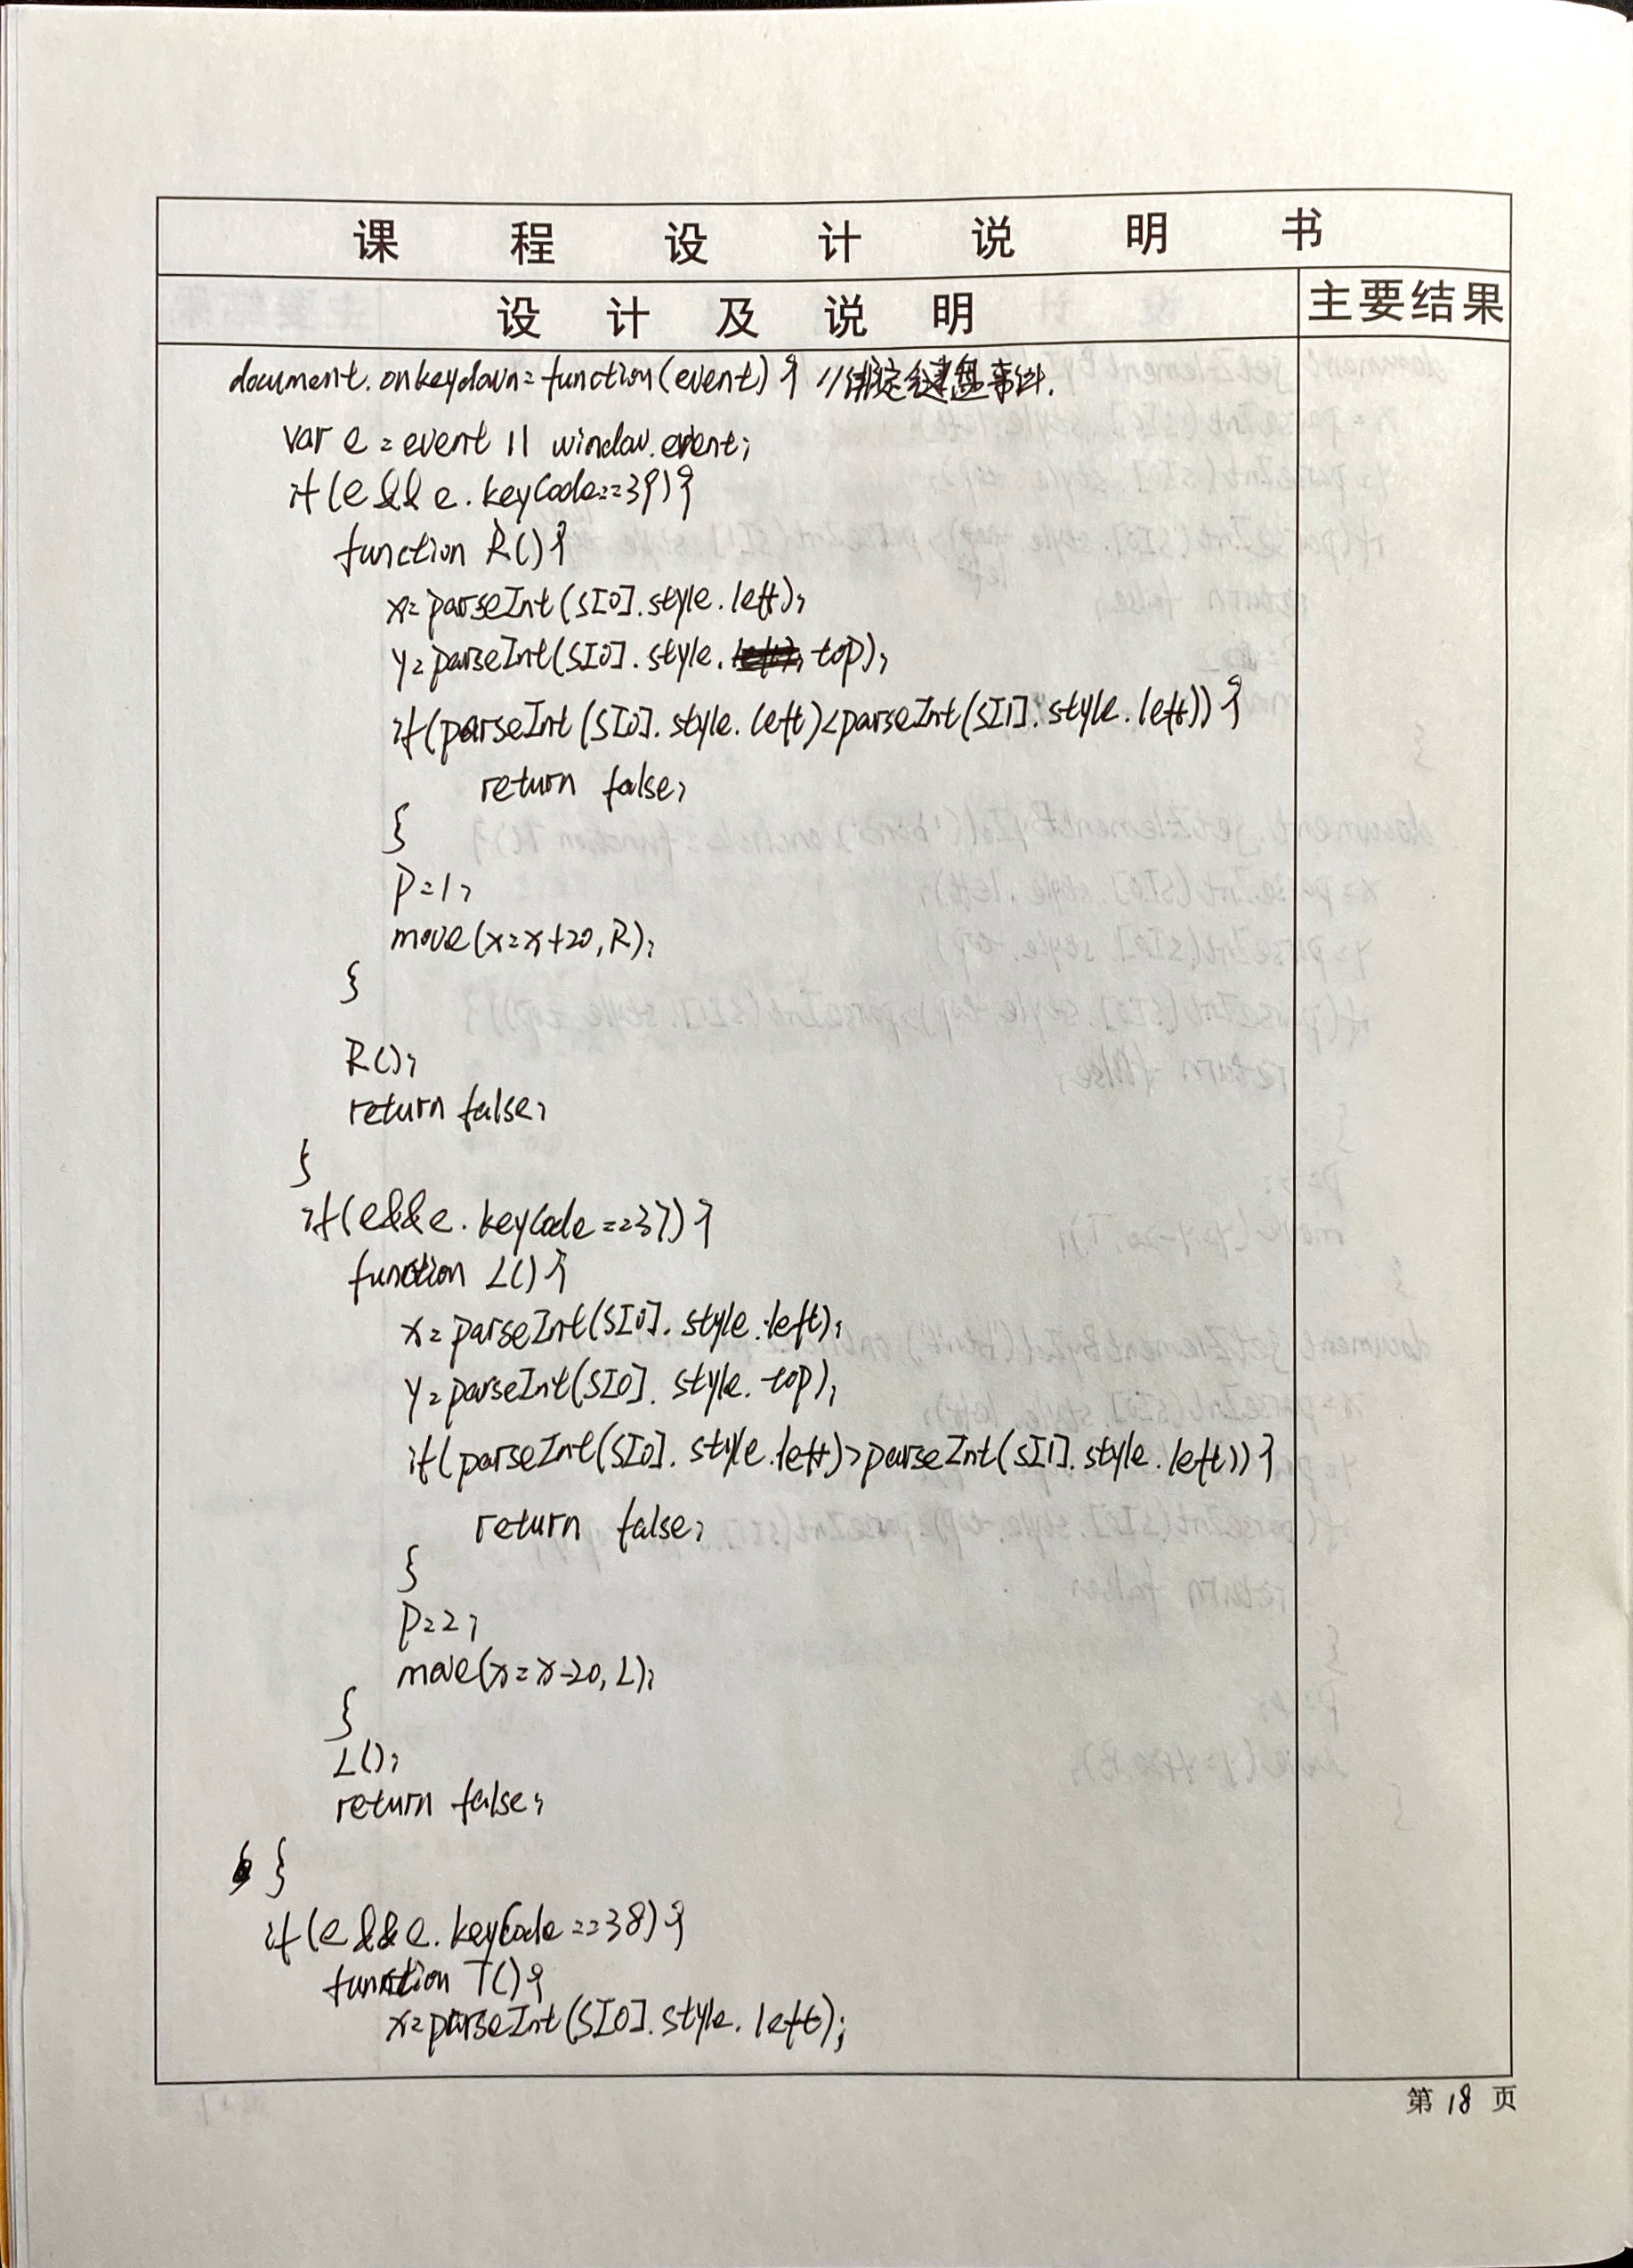 课程设计说明书
设计及说明 主要结果
document.onkeydown=function(event){ //绑定键盘事件.
var e=event || window.event;
if(e&&e.keyCode==39){
function R(){
x=parseInt(s[0].style.left);
y=parseInt(s[0].style.top);
if(parseInt(s[0].style.left)<parseInt(s[1].style.left)){
return false;
}
p=1;
move(x=x+20,R);
}
R();
return false;
}
if(e&&e.keyCode==37){
function L(){
x=parseInt(s[0].style.left);
y=parseInt(s[0].style.top);
if(parseInt(s[0].style.left)>parseInt(s[1].style.left)){
return false;
}
p=2;
move(x=x-20,L);
}
L();
return false;
}
if(e&&e.keyCode==38){
function T(){
x=parseInt(s[0].style.left);
第18页